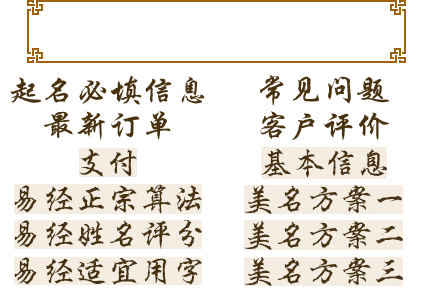 起名必填信息
常见问题
最新订单
客户评价
支付
基本信息
易经正宗算法
美名方案一
易经姓名评分
美名方案二
易经适宜用字
美名方案三